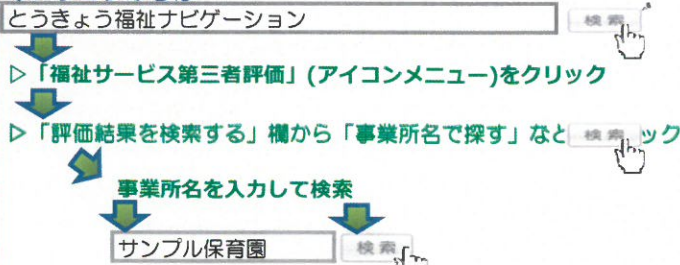 とうきょう福祉ナビゲーション 検索
▷「福祉サービス第三者評価」(アイコンメニュー)をクリック
▷「評価結果を検索する」欄から「事業所名で探す」など 検索 ック
事業所名を入力して検索
サンプル保育園 検索